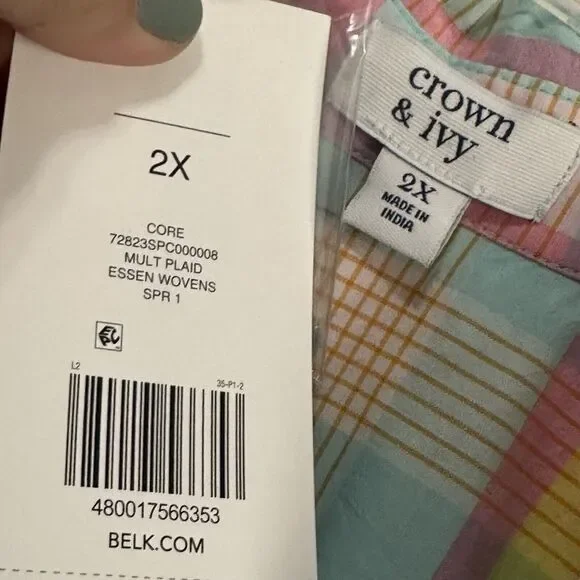 2X
CORE
72823SPC000008
MULT PLAID
ESSEN WOVENS
SPR 1
EPC
L2
35-P1-2
480017566353
BELK.COM
crown
& ivy
2X
MADE IN
INDIA